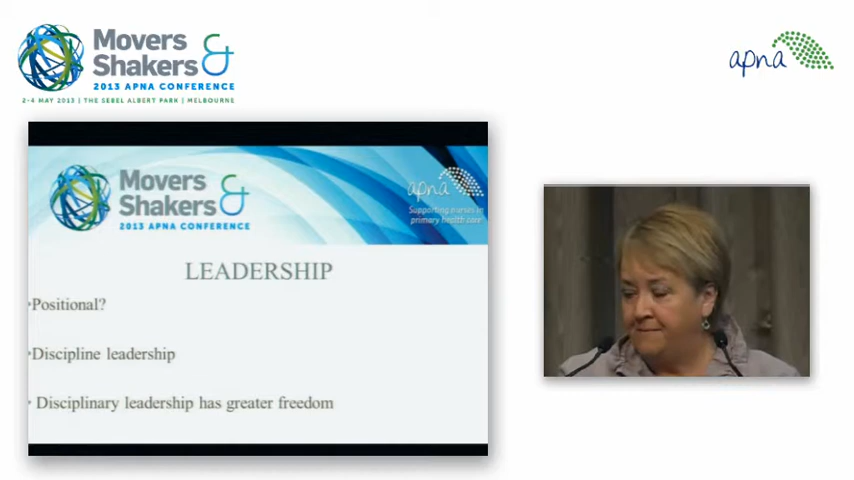 Movers
Shakers &
2013 APNA CONFERENCE
2-4 MAY 2013 | THE SEBEL ALBERT PARK | MELBOURNE
apna
Movers
Shakers &
2013 APNA CONFERENCE
apna
Supporting nurses in
primary health care
LEADERSHIP
Positional?
Discipline leadership
Disciplinary leadership has greater freedom